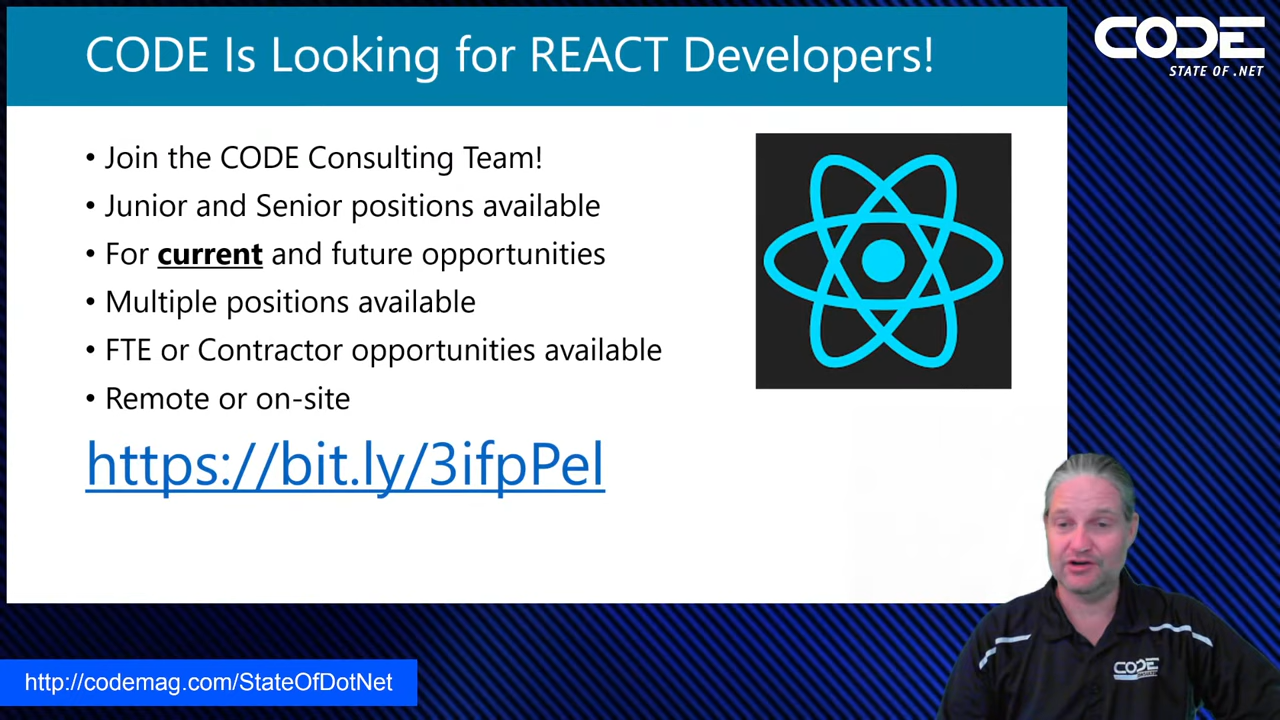 CODE Is Looking for REACT Developers!
CODE
STATE OF .NET
• Join the CODE Consulting Team!
• Junior and Senior positions available
• For current and future opportunities
• Multiple positions available
• FTE or Contractor opportunities available
• Remote or on-site
https://bit.ly/3ifpPel
CODE
http://codemag.com/StateOfDotNet